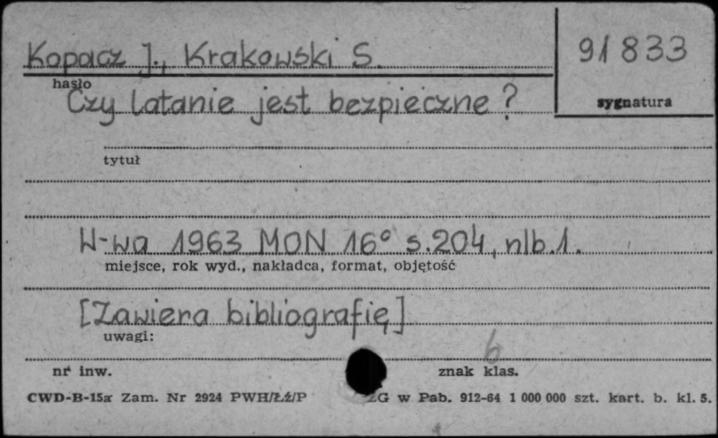 Kopacz J., Krakowski S.
91833
hasło
sygnatura
Czy latanie jest bezpieczne?
tytuł
W-wa 1963 MON 16° s.204, nlb.1.
miejsce, rok wyd., nakładca, format, objętość
[Zawiera bibliografię]
uwagi:
6
nr inw.
znak klas.
CWD-B-15a Zam. Nr 2924 PWH/Łź/P
ZG w Pab. 912-64 1 000 000 szt. kart. b. kl. 5.